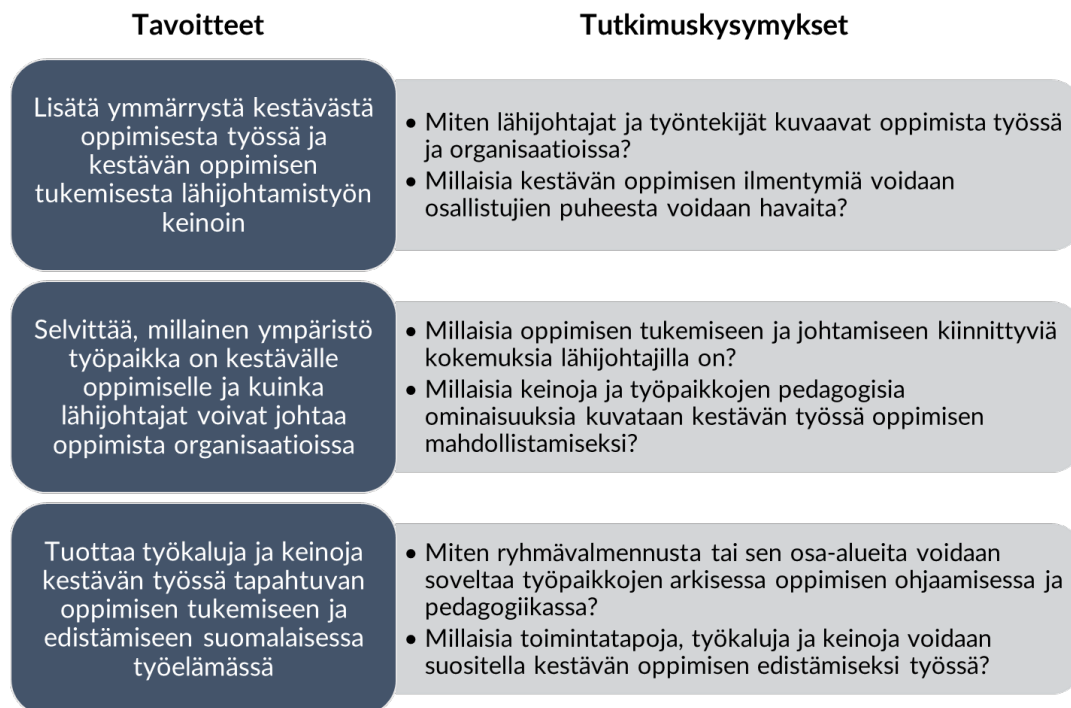 Tavoitteet
Tutkimuskysymykset
Lisätä ymmärrystä kestävästä
oppimisesta työssä ja
kestävän oppimisen
tukemisesta lähijohtamistyön
keinoin
• Miten lähijohtajat ja työntekijät kuvaavat oppimista työssä
ja organisaatioissa?
• Millaisia kestävän oppimisen ilmentymiä voidaan
osallistujien puheesta voidaan havaita?
Selvittää, millainen ympäristö
työpaikka on kestävälle
oppimiselle ja kuinka
lähijohtajat voivat johtaa
oppimista organisaatioissa
• Millaisia oppimisen tukemiseen ja johtamiseen kiinnittyviä
kokemuksia lähijohtajilla on?
• Millaisia keinoja ja työpaikkojen pedagogisia
ominaisuuksia kuvataan kestävän työssä oppimisen
mahdollistamiseksi?
Tuottaa työkaluja ja keinoja
kestävän työssä tapahtuvan
oppimisen tukemiseen ja
edistämiseen suomalaisessa
työelämässä
• Miten ryhmävalmennusta tai sen osa-alueita voidaan
soveltaa työpaikkojen arkisessa oppimisen ohjaamisessa ja
pedagogiikassa?
• Millaisia toimintatapoja, työkaluja ja keinoja voidaan
suositella kestävän oppimisen edistämiseksi työssä?